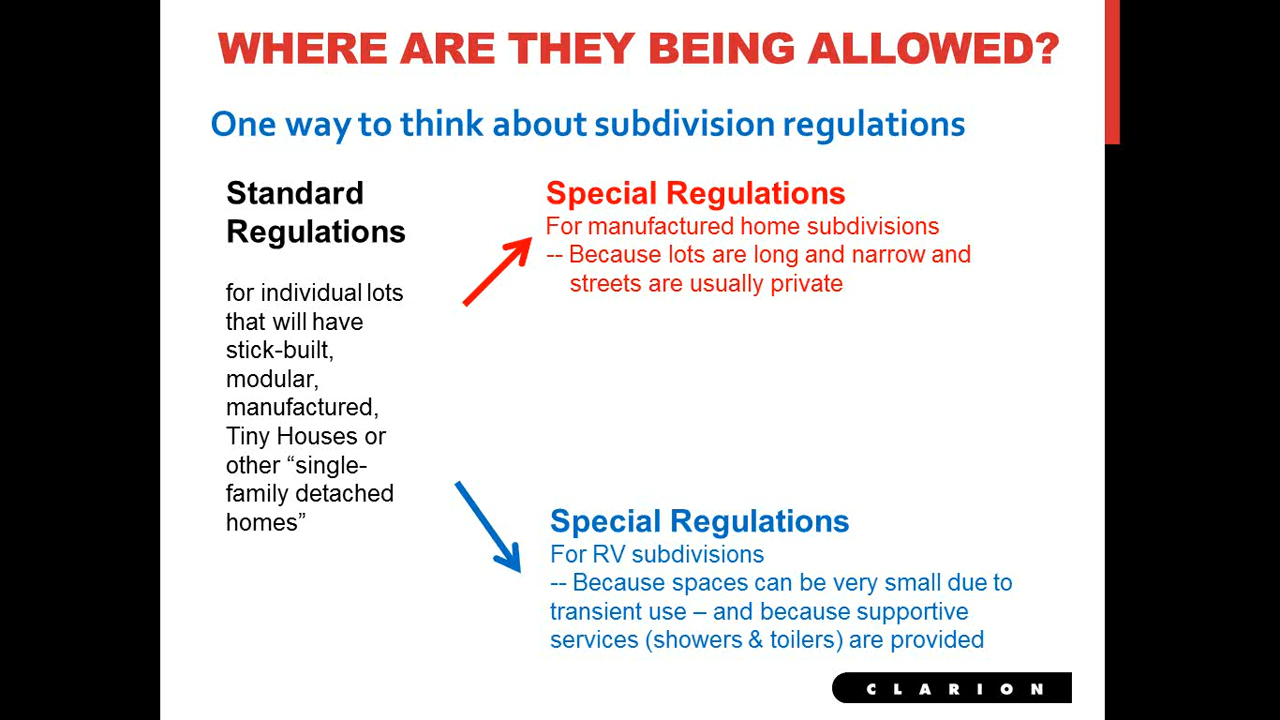 WHERE ARE THEY BEING ALLOWED?
One way to think about subdivision regulations
Standard
Regulations
for individual lots
that will have
stick-built,
modular,
manufactured,
Tiny Houses or
other “single-
family detached
homes”
Special Regulations
For manufactured home subdivisions
-- Because lots are long and narrow and
streets are usually private
Special Regulations
For RV subdivisions
-- Because spaces can be very small due to
transient use – and because supportive
services (showers & toilers) are provided
CLARION